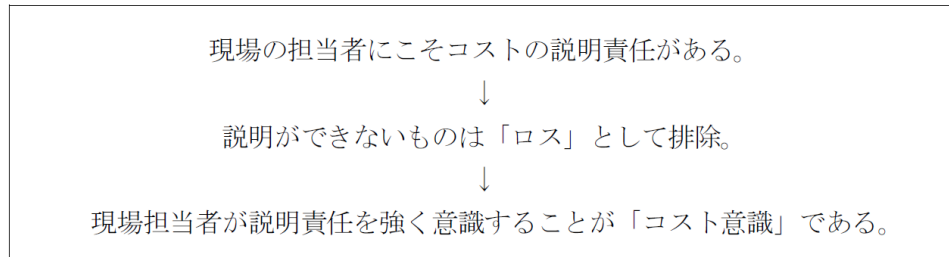 現場の担当者にこそコストの説明責任がある。
↓
説明ができないものは「ロス」として排除。
↓
現場担当者が説明責任を強く意識することが「コスト意識」である。